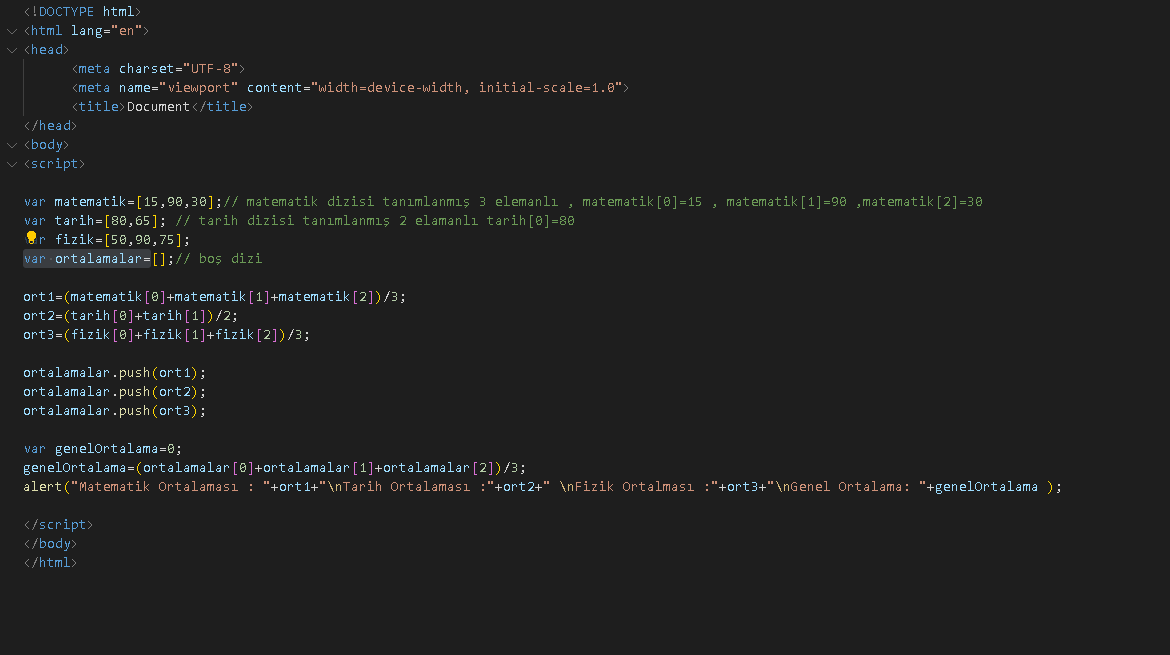 <!DOCTYPE html>
<html lang="en">
<head>
<meta charset="UTF-8">
<meta name="viewport" content="width=device-width, initial-scale=1.0">
<title>Document</title>
</head>
<body>
<script>
var matematik=[15,90,30];// matematik dizisi tanımlanmış 3 elemanlı , matematik[0]=15 , matematik[1]=90 ,matematik[2]=30
var tarih=[80,65]; // tarih dizisi tanımlanmış 2 elamanlı tarih[0]=80
var fizik=[50,90,75];
var ortalamalar=[];// boş dizi
ort1=(matematik[0]+matematik[1]+matematik[2])/3;
ort2=(tarih[0]+tarih[1])/2;
ort3=(fizik[0]+fizik[1]+fizik[2])/3;
ortalamalar.push(ort1);
ortalamalar.push(ort2);
ortalamalar.push(ort3);
var genelOrtalama=0;
genelOrtalama=(ortalamalar[0]+ortalamalar[1]+ortalamalar[2])/3;
alert("Matematik Ortalaması : "+ort1+"\nTarih Ortalaması :"+ort2+" \nFizik Ortalması :"+ort3+"\nGenel Ortalama: "+genelOrtalama );
</script>
</body>
</html>